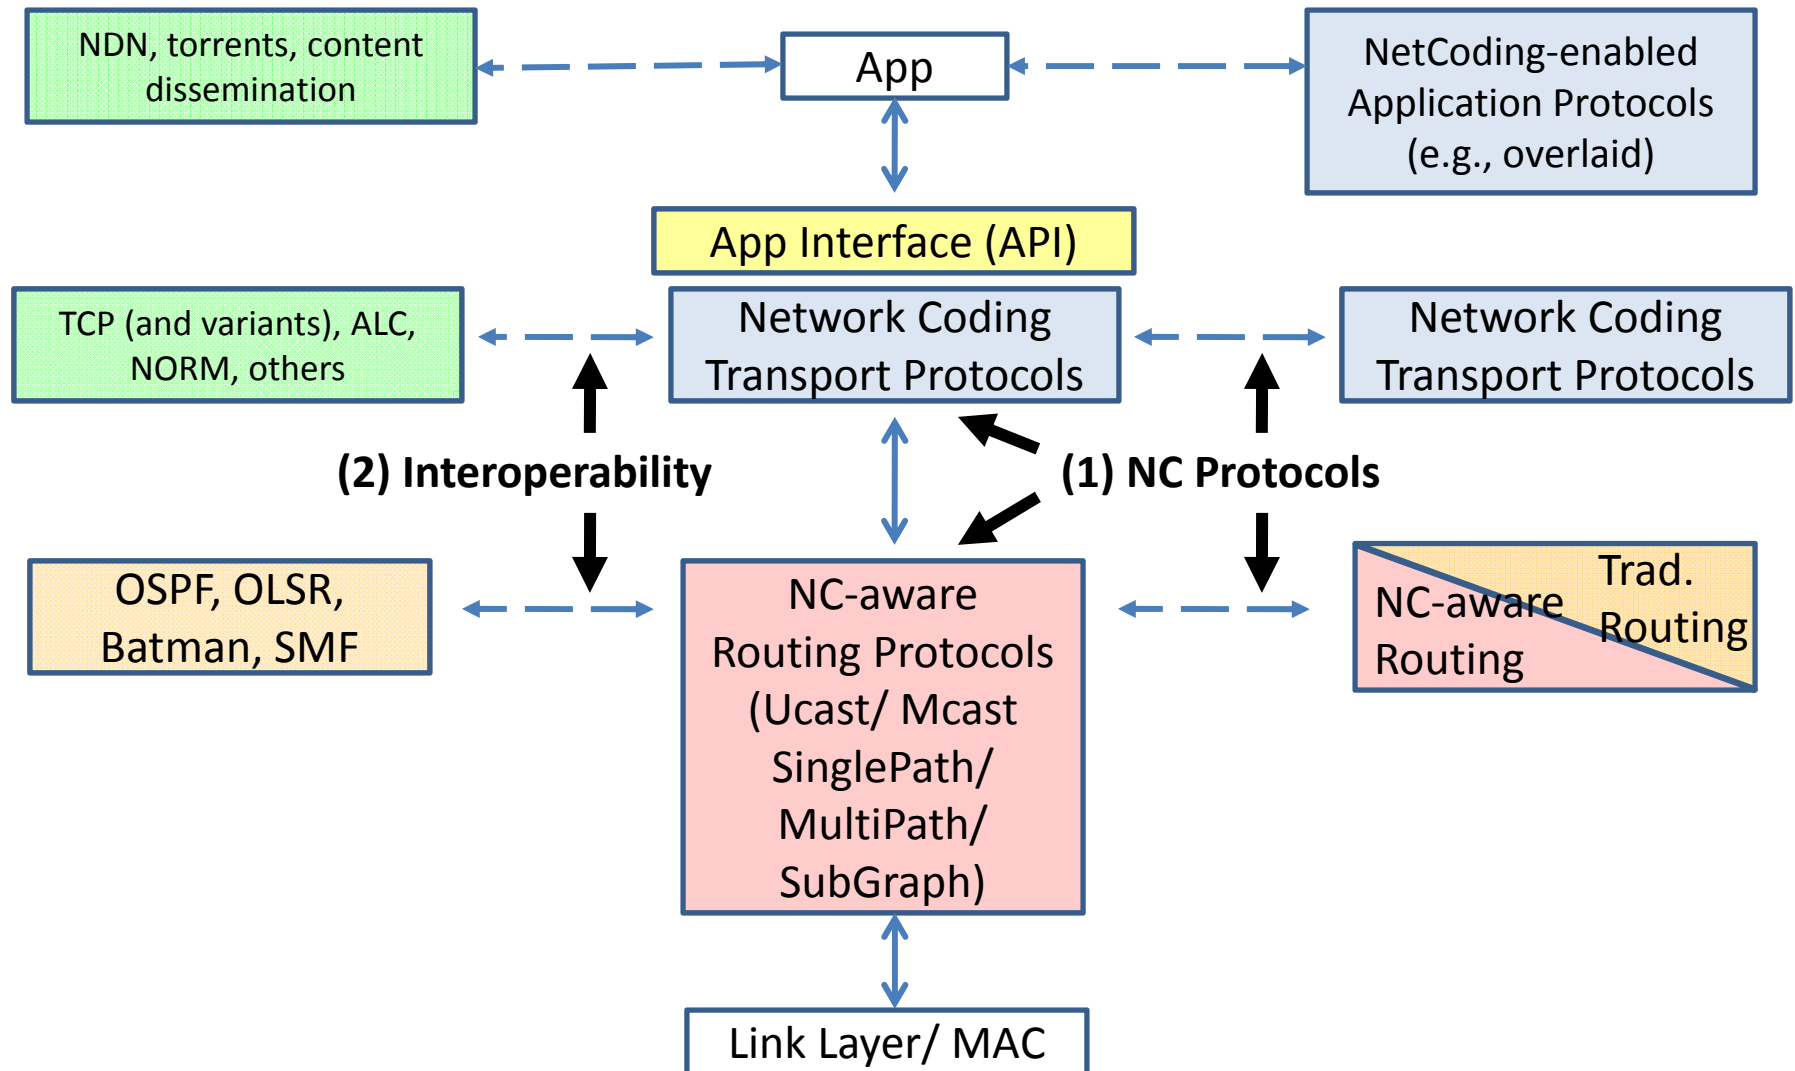 NDN, torrents, content
dissemination
App
NetCoding-enabled
Application Protocols
(e.g., overlaid)
App Interface (API)
TCP (and variants), ALC,
NORM, others
Network Coding
Transport Protocols
Network Coding
Transport Protocols
(2) Interoperability
(1) NC Protocols
OSPF, OLSR,
Batman, SMF
NC-aware
Routing Protocols
(Ucast/ Mcast
SinglePath/
MultiPath/
SubGraph)
Trad.
Routing
NC-aware
Routing
Link Layer/ MAC